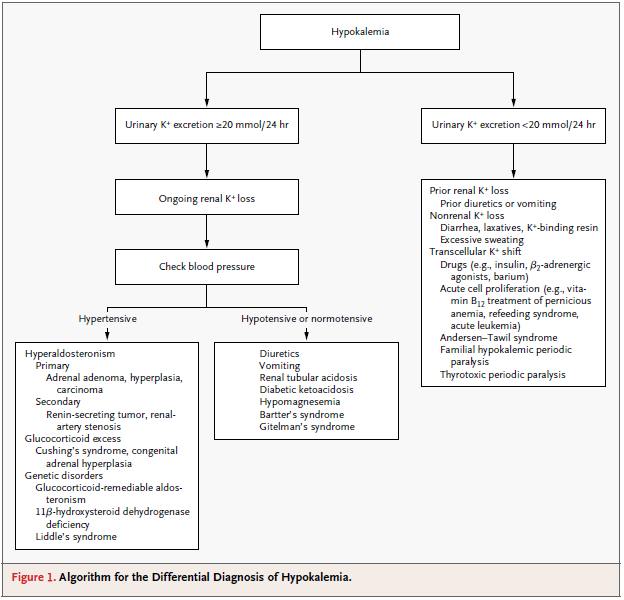 Hypokalemia
Urinary K⁺ excretion ≥20 mmol/24 hr
Urinary K⁺ excretion <20 mmol/24 hr
Ongoing renal K⁺ loss
Check blood pressure
Hypertensive
Hypotensive or normotensive
Hyperaldosteronism
Primary
Adrenal adenoma, hyperplasia,
carcinoma
Secondary
Renin-secreting tumor, renal-
artery stenosis
Glucocorticoid excess
Cushing's syndrome, congenital
adrenal hyperplasia
Genetic disorders
Glucocorticoid-remediable aldos-
teronism
11β-hydroxysteroid dehydrogenase
deficiency
Liddle's syndrome
Diuretics
Vomiting
Renal tubular acidosis
Diabetic ketoacidosis
Hypomagnesemia
Bartter's syndrome
Gitelman's syndrome
Prior renal K⁺ loss
Prior diuretics or vomiting
Nonrenal K⁺ loss
Diarrhea, laxatives, K⁺-binding resin
Excessive sweating
Transcellular K⁺ shift
Drugs (e.g., insulin, β₂-adrenergic
agonists, barium)
Acute cell proliferation (e.g., vita-
min B₁₂ treatment of pernicious
anemia, refeeding syndrome,
acute leukemia)
Andersen–Tawil syndrome
Familial hypokalemic periodic
paralysis
Thyrotoxic periodic paralysis
Figure 1. Algorithm for the Differential Diagnosis of Hypokalemia.